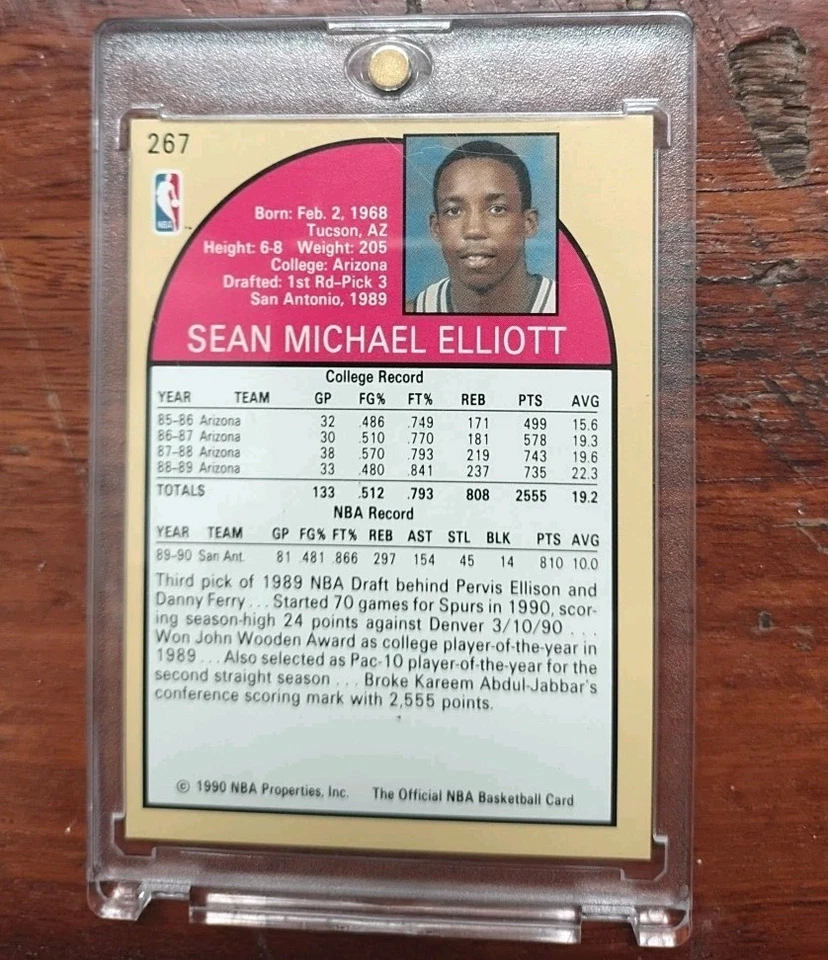 267
NBA
Born: Feb. 2, 1968
Tucson, AZ
Height: 6-8 Weight: 205
College: Arizona
Drafted: 1st Rd-Pick 3
San Antonio, 1989
SEAN MICHAEL ELLIOTT
College Record
YEAR TEAM GP FG% FT% REB PTS AVG
85-86 Arizona 32 .486 .749 171 499 15.6
86-87 Arizona 30 .510 .770 181 578 19.3
87-88 Arizona 38 .570 .793 219 743 19.6
88-89 Arizona 33 .480 .841 237 735 22.3
TOTALS 133 .512 .793 808 2555 19.2
NBA Record
YEAR TEAM GP FG% FT% REB AST STL BLK PTS AVG
89-90 San Ant. 81 .481 .866 297 154 45 14 810 10.0
Third pick of 1989 NBA Draft behind Pervis Ellison and
Danny Ferry . . . Started 70 games for Spurs in 1990, scor-
ing season-high 24 points against Denver 3/10/90 . . .
Won John Wooden Award as college player-of-the-year in
1989 . . . Also selected as Pac-10 player-of-the-year for the
second straight season . . . Broke Kareem Abdul-Jabbar's
conference scoring mark with 2,555 points.
© 1990 NBA Properties, Inc. The Official NBA Basketball Card